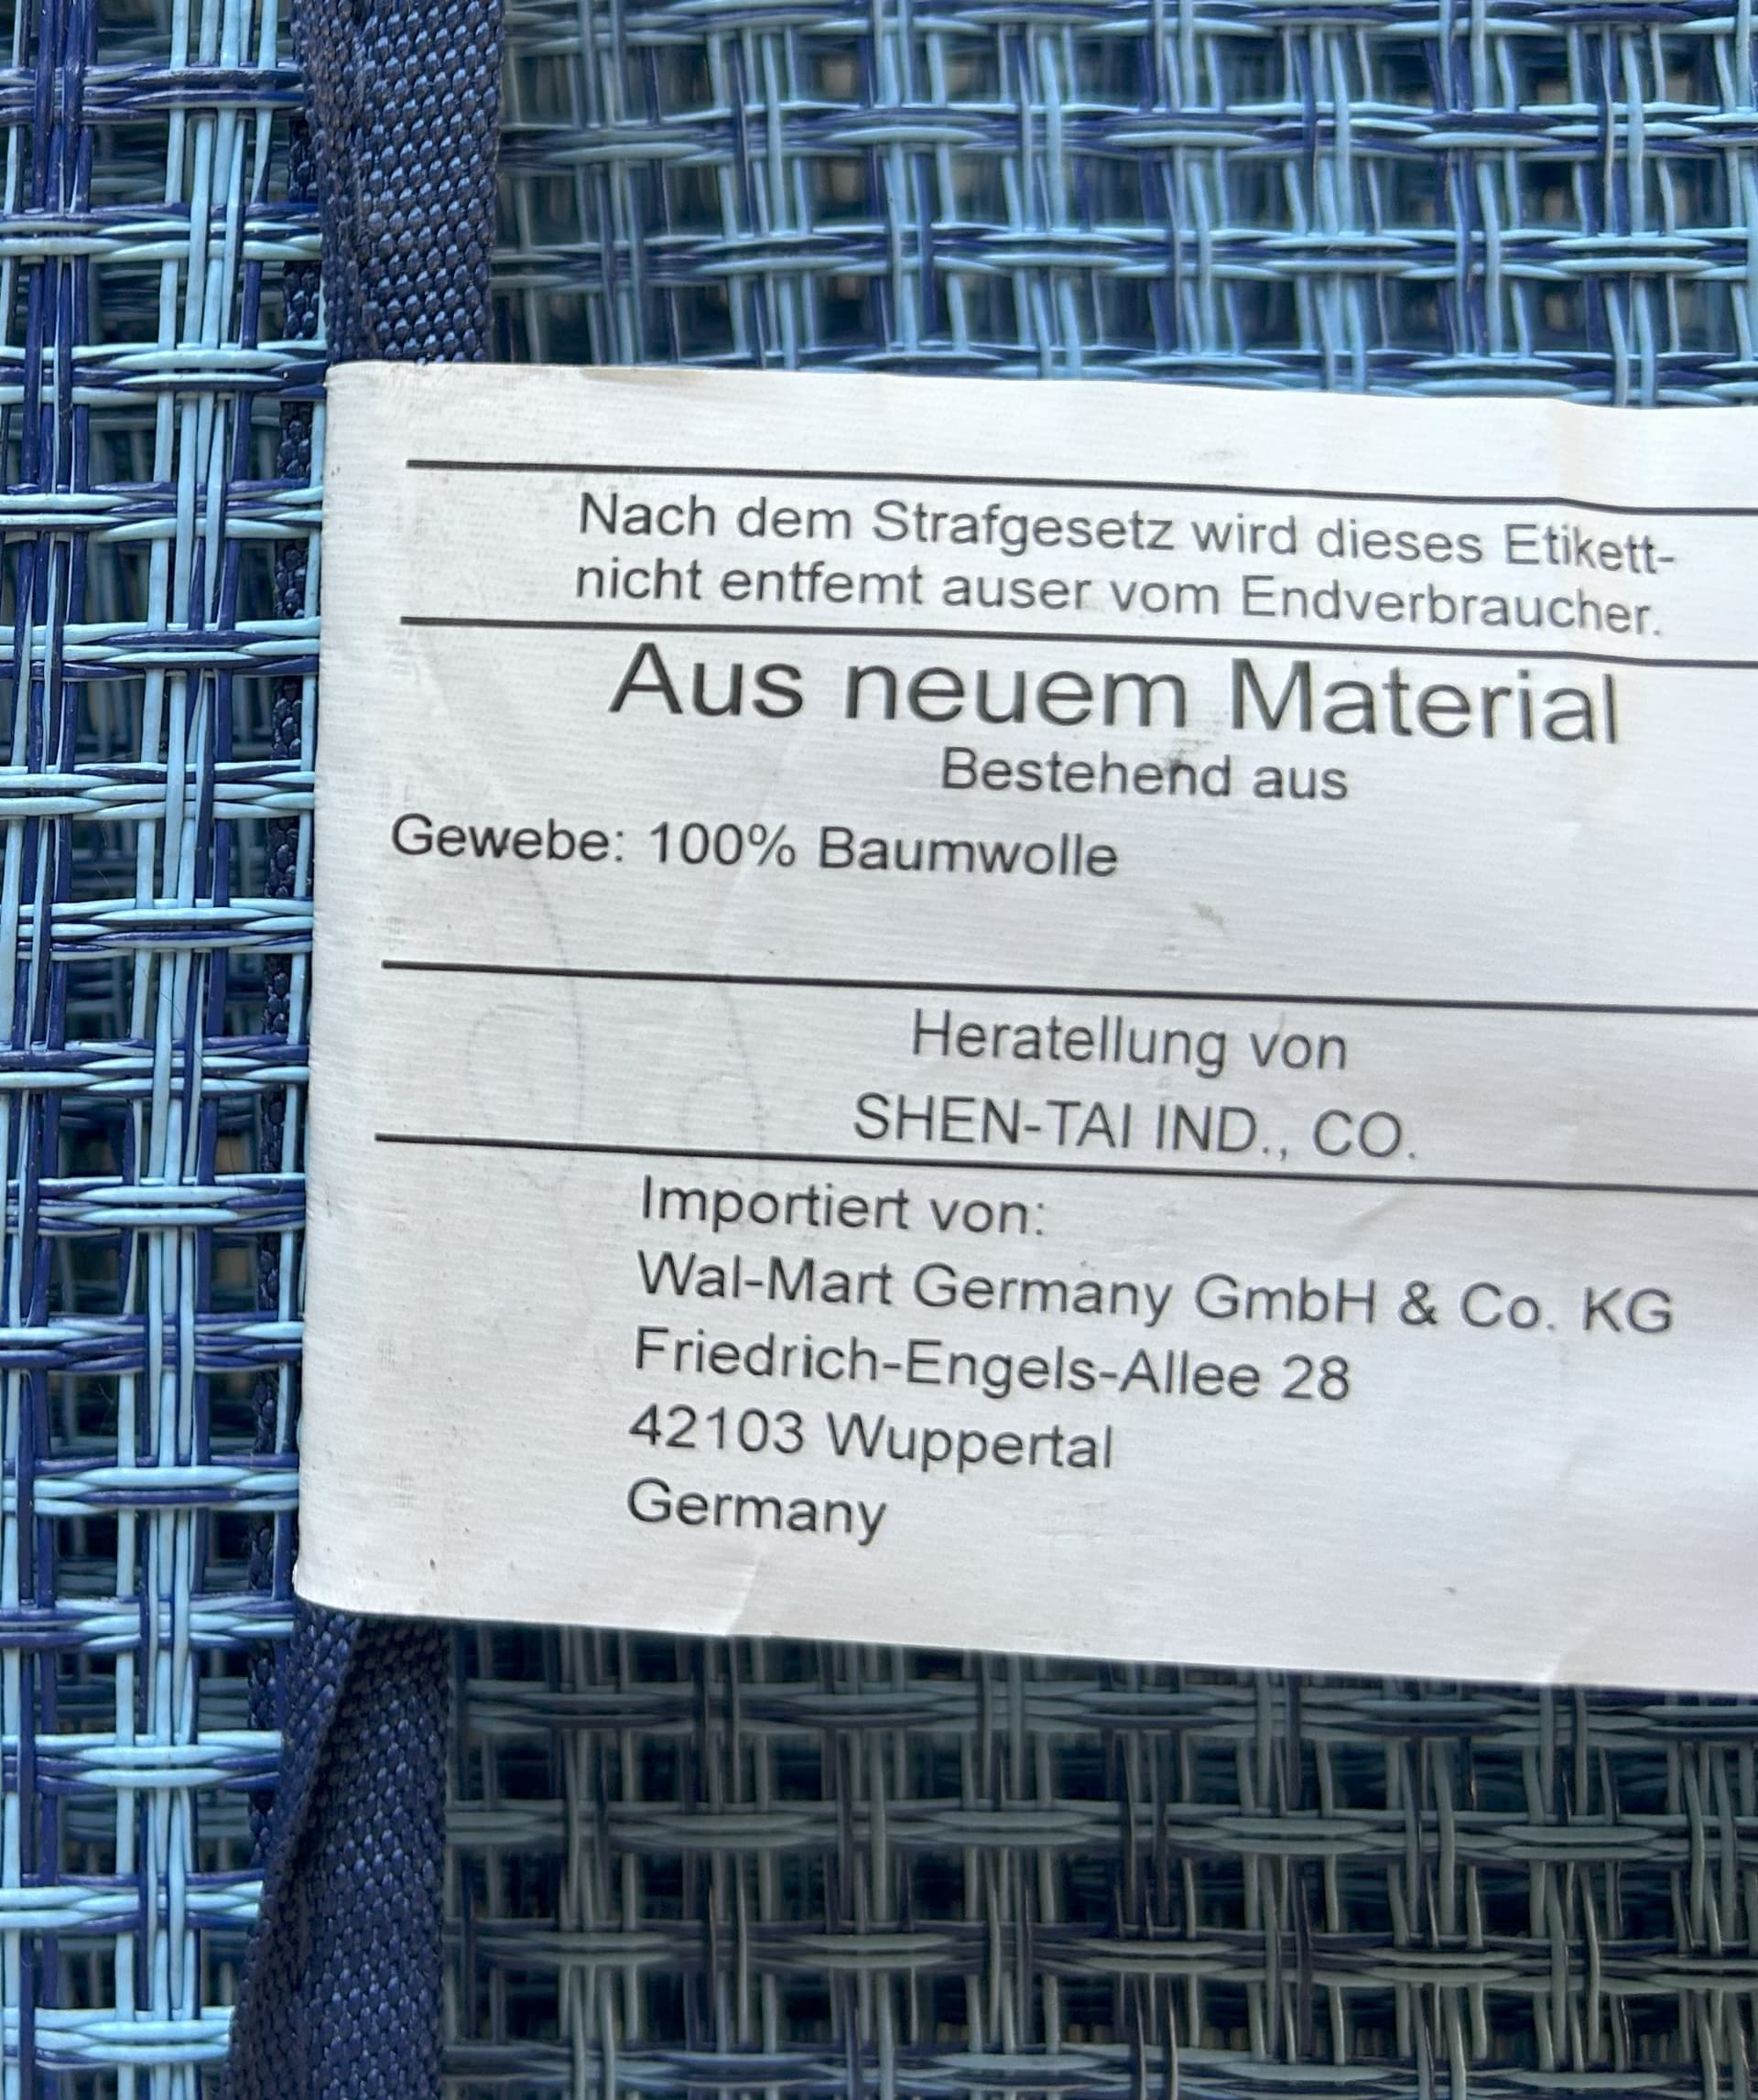 Nach dem Strafgesetz wird dieses Etikett-
nicht entfemt auser vom Endverbraucher.
Aus neuem Material
Bestehend aus
Gewebe: 100% Baumwolle
Heratellung von
SHEN-TAI IND., CO.
Importiert von:
Wal-Mart Germany GmbH & Co. KG
Friedrich-Engels-Allee 28
42103 Wuppertal
Germany